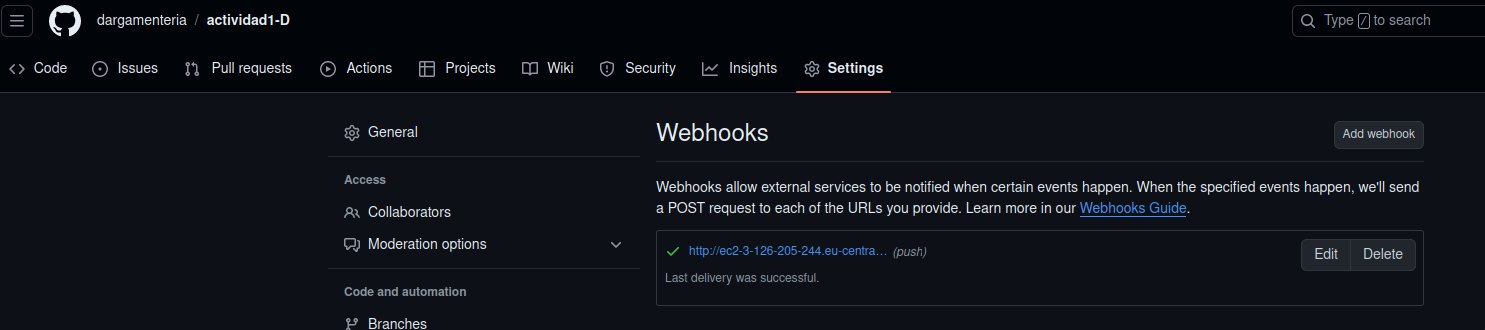 dargamenteria / actividad1-D
Type / to search
Code Issues Pull requests Actions Projects Wiki Security Insights Settings
General
Access
Collaborators
Moderation options
Code and automation
Branches
Webhooks
Add webhook
Webhooks allow external services to be notified when certain events happen. When the specified events happen, we'll send
a POST request to each of the URLs you provide. Learn more in our Webhooks Guide.
http://ec2-3-126-205-244.eu-centra... (push)
Edit Delete
Last delivery was successful.